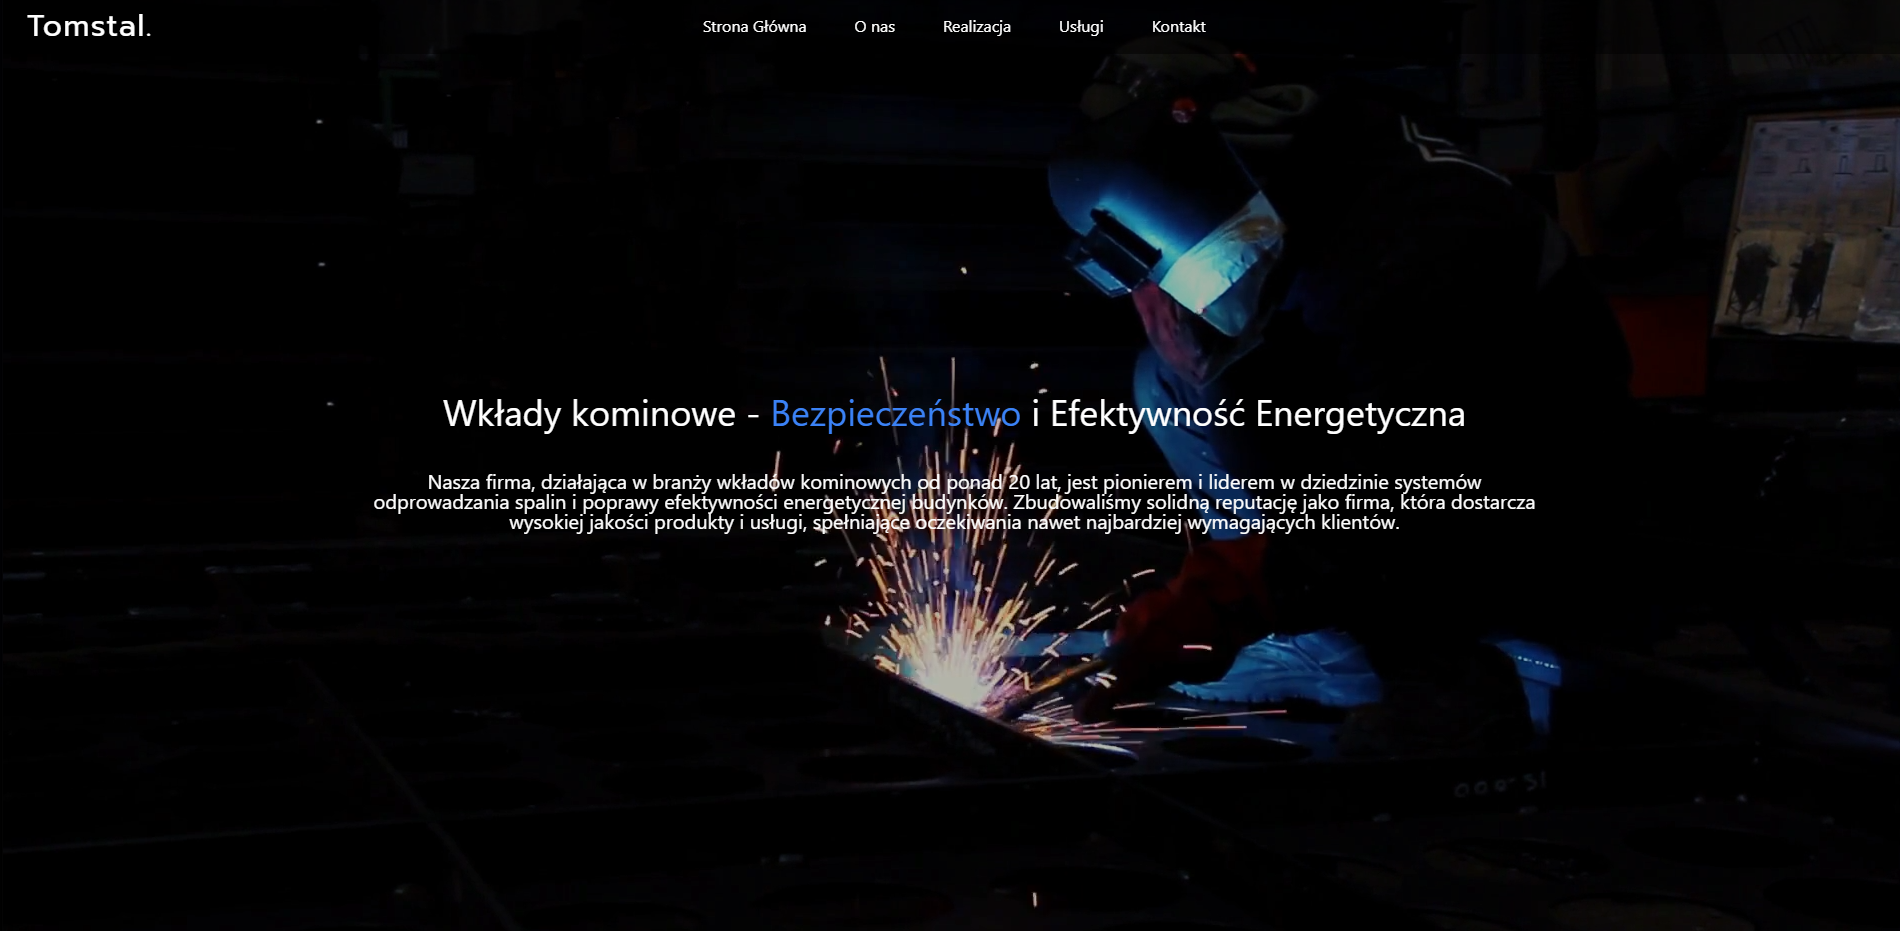 Tomstal.
Strona Główna O nas Realizacja Usługi Kontakt
Wkłady kominowe - Bezpieczeństwo i Efektywność Energetyczna
Nasza firma, działająca w branży wkładów kominowych od ponad 20 lat, jest pionierem i liderem w dziedzinie systemów
odprowadzania spalin i poprawy efektywności energetycznej budynków. Zbudowaliśmy solidną reputację jako firma, która dostarcza
wysokiej jakości produkty i usługi, spełniające oczekiwania nawet najbardziej wymagających klientów.